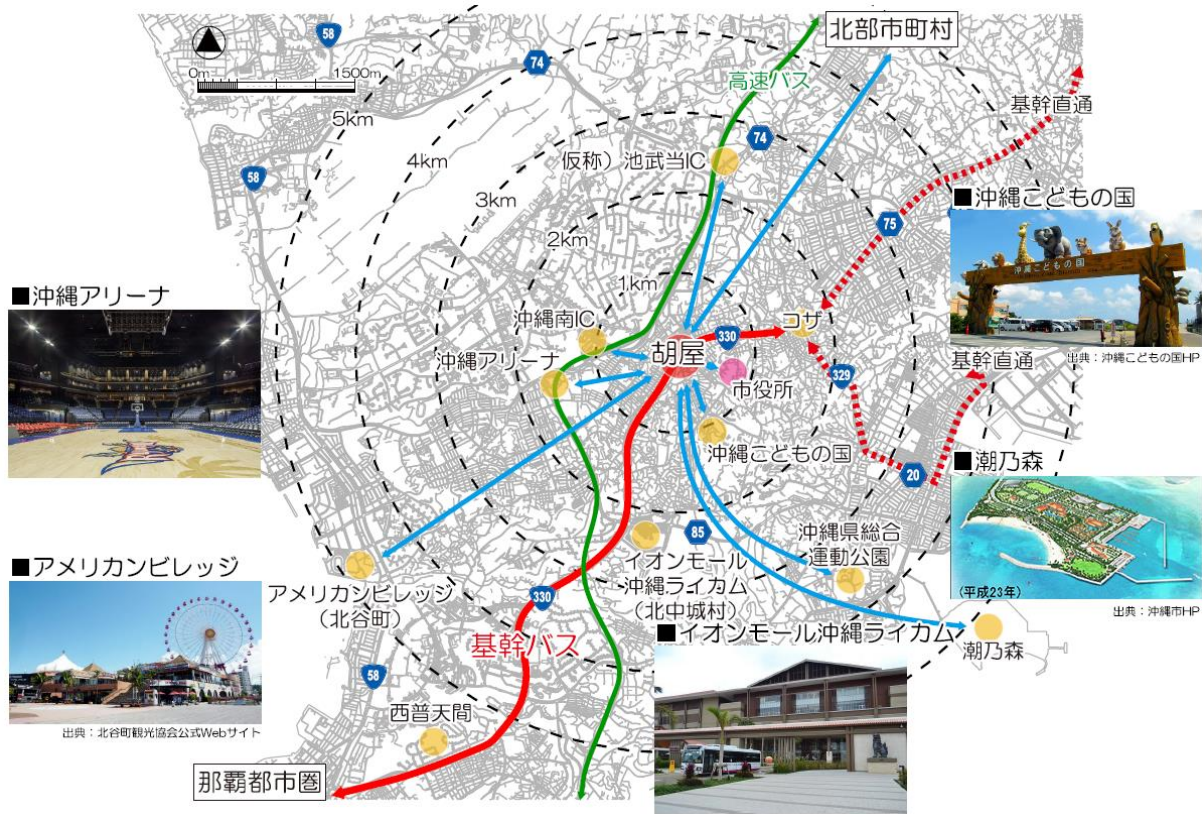 58
北部市町村
0m 1500m
74
高速バス
5km
基幹直通
4km
74
仮称）池武当IC
58
3km
■沖縄こどもの国
75
沖縄こどもの国
2km
1km
■沖縄アリーナ
沖縄南IC
330
コザ
胡屋
出典：沖縄こどもの国HP
沖縄アリーナ
基幹直通
329
市役所
沖縄こどもの国
■潮乃森
20
85
沖縄県総合
運動公園
イオンモール
沖縄ライカム
（北中城村）
■アメリカンビレッジ
アメリカンビレッジ
（北谷町）
330
(平成23年)
出典：沖縄市HP
■イオンモール沖縄ライカム
潮乃森
基幹バス
58
西普天間
出典：北谷町観光協会公式Webサイト
那覇都市圏